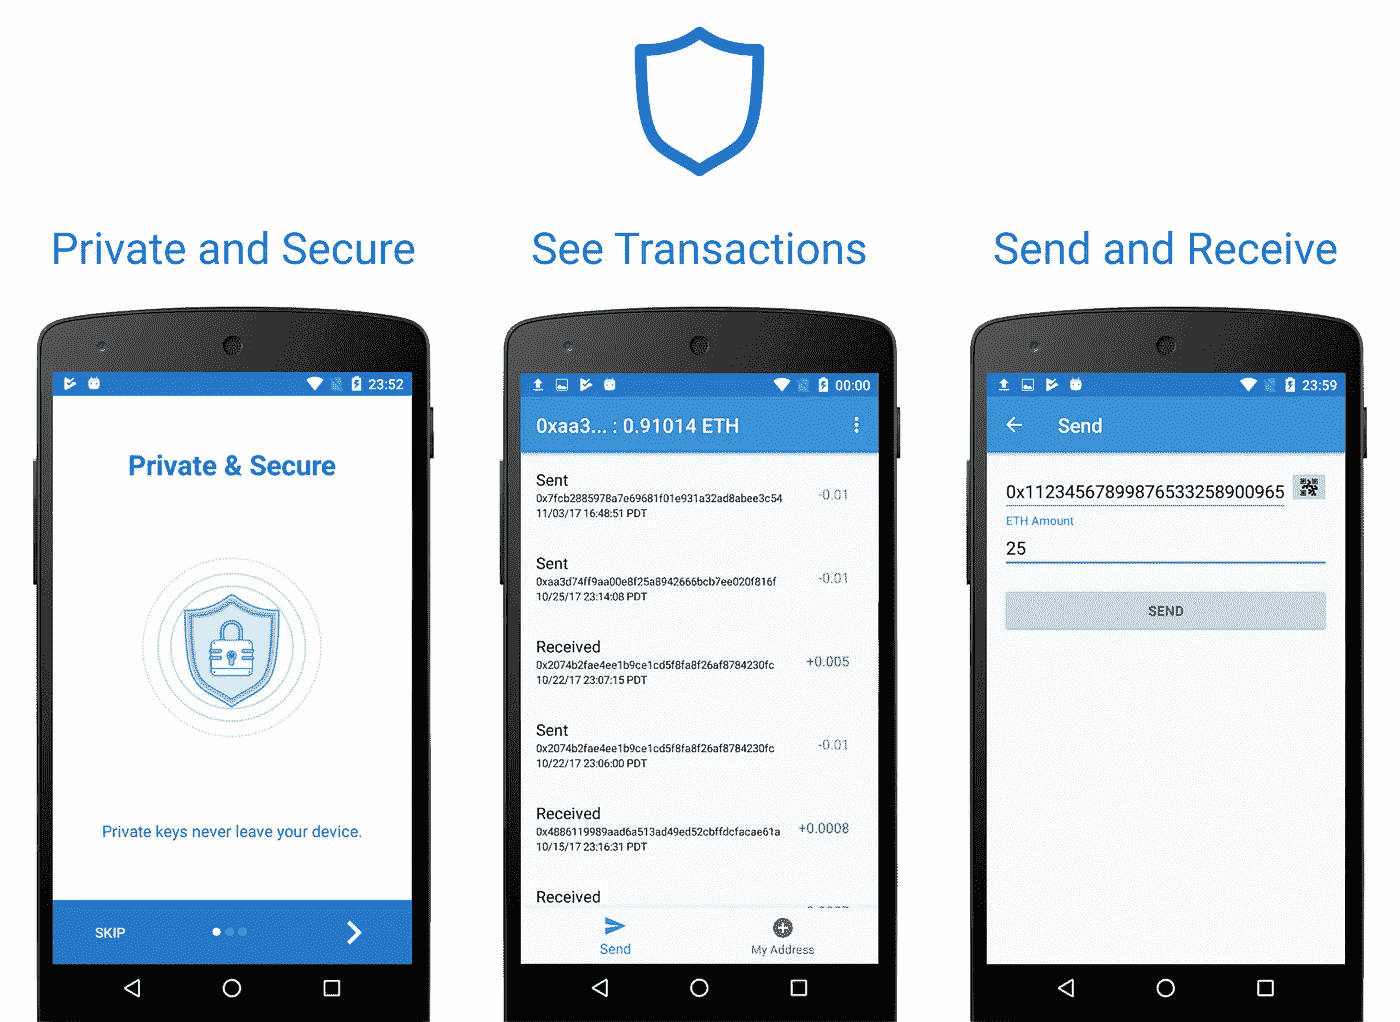 Private and Secure
See Transactions
Send and Receive
23:52
Private & Secure
Private keys never leave your device.
SKIP
00:00
0xaa3... : 0.91014 ETH
Sent
0x7fcb2885978a7e69681f01e931a32ad8abee3c54
-0.01
11/03/17 16:48:51 PDT
Sent
0xaa3d74ff9aa00e8f25a8942666bcb7ee020f816f
-0.01
10/25/17 23:14:08 PDT
Received
0x2074b2fae4ee1b9ce1cd5f8fa8f26af8784230fc
+0.005
10/22/17 23:07:15 PDT
Sent
0x2074b2fae4ee1b9ce1cd5f8fa8f26af8784230fc
-0.01
10/22/17 23:06:00 PDT
Received
0x4886119989aad6a513ad49ed52cbffdcfacae61a
+0.0008
10/15/17 23:16:31 PDT
Received
Send
My Address
23:59
Send
0x11234567899876533258900965
ETH Amount
25
SEND